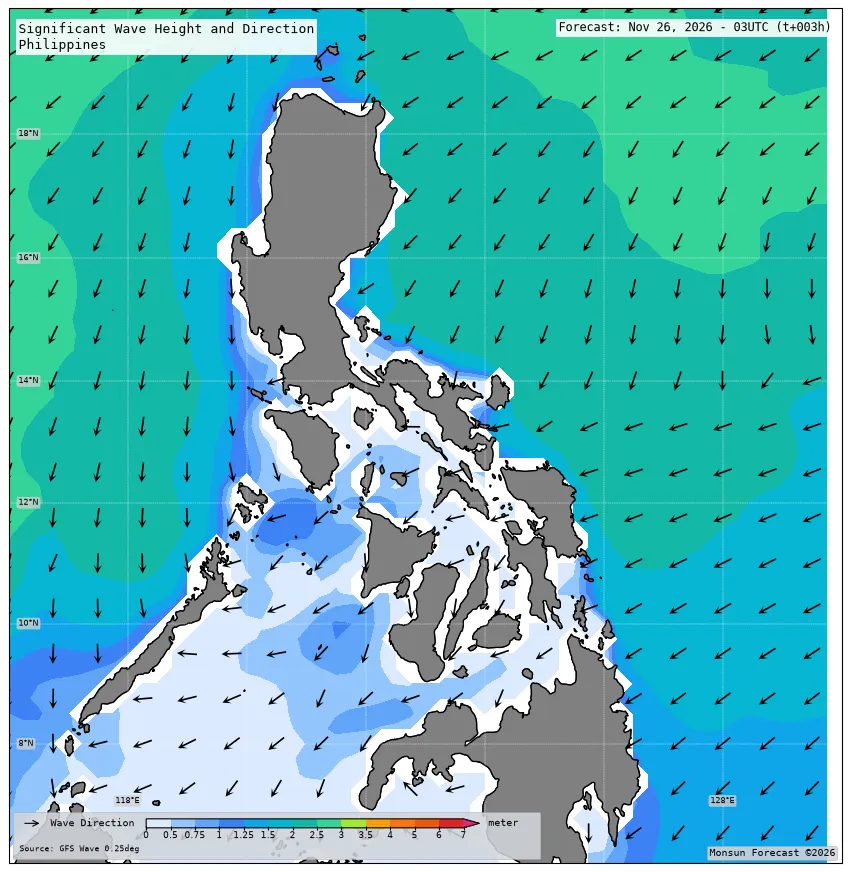 Significant Wave Height and Direction
Philippines
Forecast: Nov 26, 2026 - 03UTC (t+003h)
18°N
16°N
14°N
12°N
10°N
8°N
118°E
128°E
Wave Direction
0 0.5 0.75 1 1.25 1.5 2 2.5 3 3.5 4 5 6 7
meter
Source: GFS Wave 0.25deg
Monsun Forecast ©2026